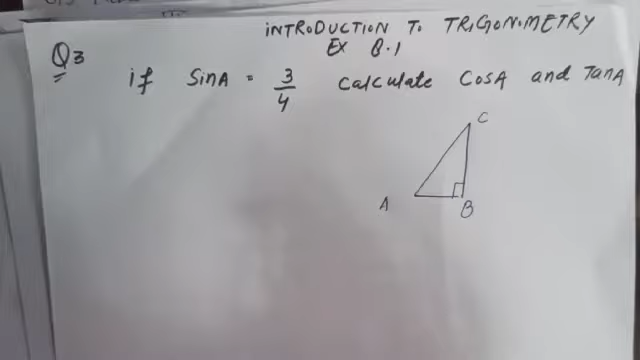 INTRODUCTION TO TRIGONOMETRY
EX 8.1
Q3
if SinA = 3/4 Calculate CosA and TanA
C
A
B